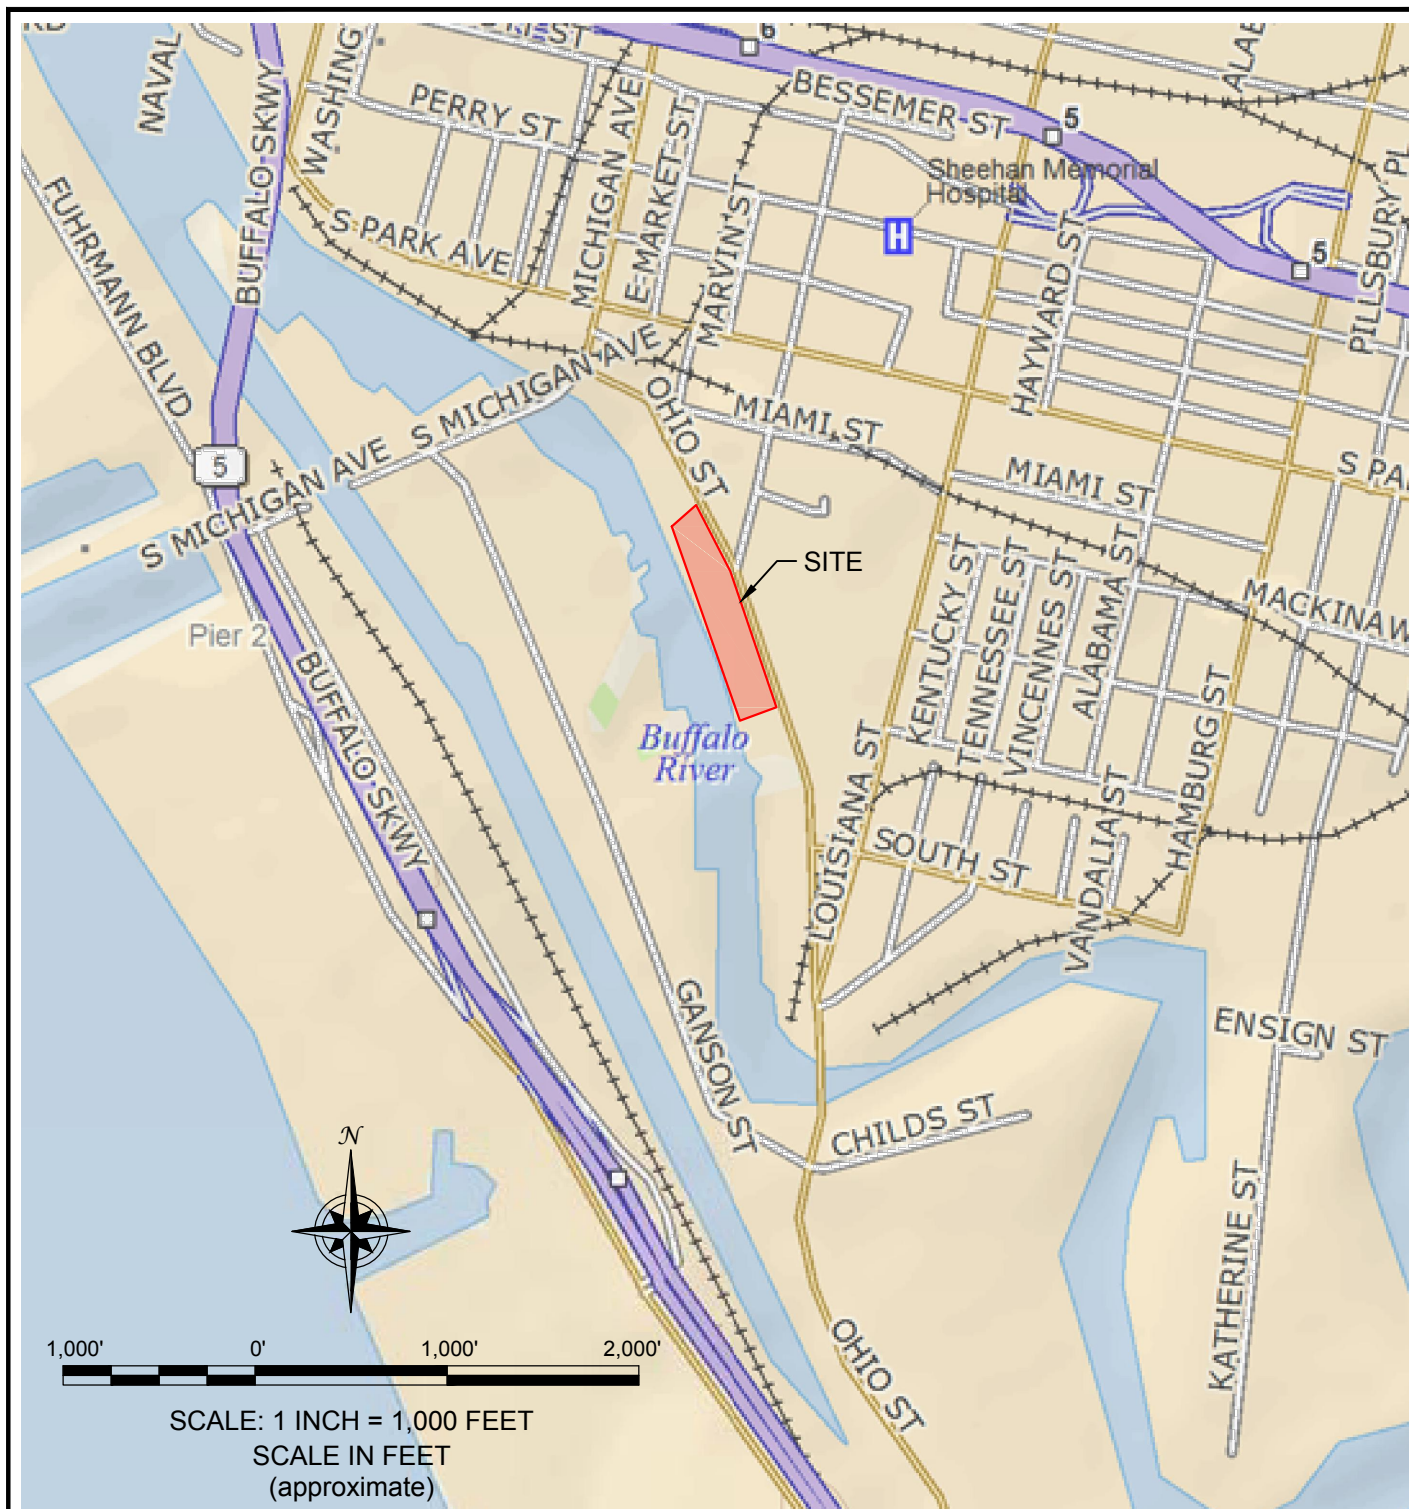 NAVAL
BUFFALO SKWY
WASHING
ST
6
PERRY ST
MICHIGAN AVE
E MARKET ST
BESSEMER ST
5
ALAB
Sheehan Memorial
Hospital
H
FUHRMANN BLVD
S PARK AVE
MARVIN ST
HAYWARD ST
5
PILLSBURY PL
S MICHIGAN AVE
OHIO ST
MIAMI ST
5
S MICHIGAN AVE
MIAMI ST
S PA
SITE
KENTUCKY ST
TENNESSEE ST
VINCENNES ST
ALABAMA ST
MACKINAW
Pier 2
BUFFALO SKWY
Buffalo
River
LOUISIANA ST
HAMBURG ST
SOUTH ST
VANDALIA ST
GANSON ST
ENSIGN ST
CHILDS ST
KATHERINE ST
N
OHIO ST
1,000' 0' 1,000' 2,000'
SCALE: 1 INCH = 1,000 FEET
SCALE IN FEET
(approximate)